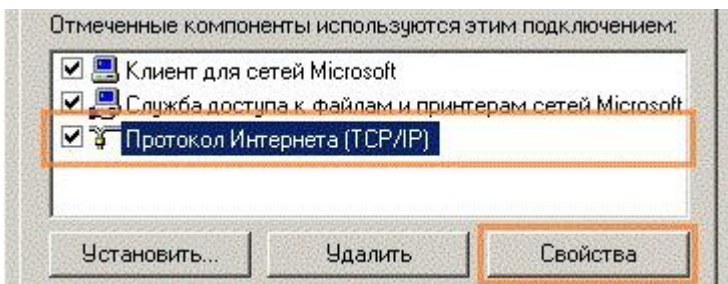 Отмеченные компоненты используются этим подключением:
Клиент для сетей Microsoft
Служба доступа к файлам и принтерам сетей Microsoft
Протокол Интернета (TCP/IP)
Установить... Удалить Свойства